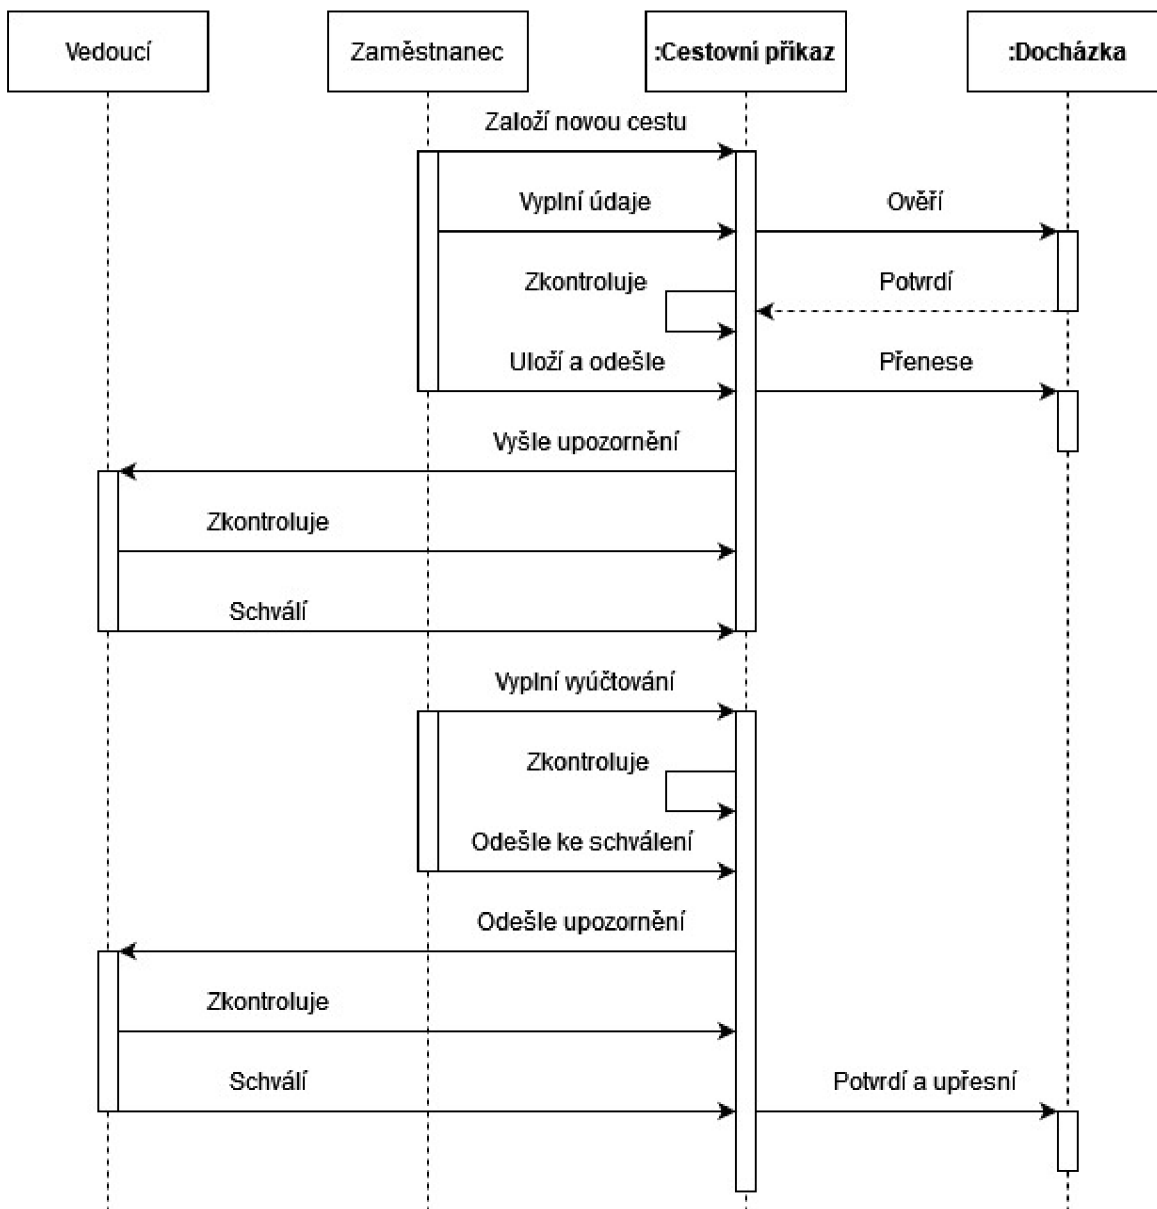 Vedoucí
Zaměstnanec
:Cestovní příkaz
:Docházka
Založí novou cestu
Vyplní údaje
Ověří
Zkontroluje
Potvrdí
Uloží a odešle
Přenese
Vyšle upozornění
Zkontroluje
Schválí
Vyplní vyúčtování
Zkontroluje
Odešle ke schválení
Odešle upozornění
Zkontroluje
Schválí
Potvrdí a upřesní